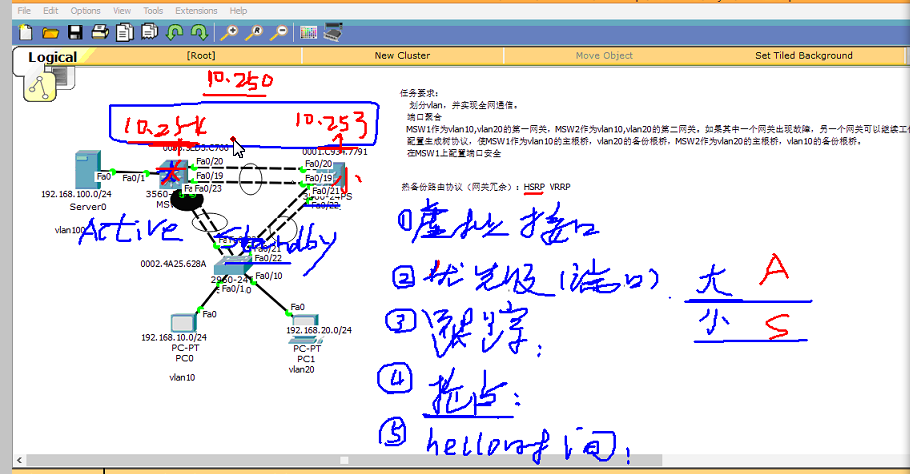 File Edit Options View Tools Extensions Help
Logical [Root] New Cluster Move Object Set Tiled Background
10.250
10.253
任务要求：
划分vlan，并实现全网通信。
端口聚合
MSW1作为vlan10,vlan20的第一网关，MSW2作为vlan10,vlan20的第二网关，如果其中一个网关出现故障，另一个网关可以继续工
配置生成树协议，使MSW1作为vlan10的主根桥，vlan20的备份根桥，MSW2作为vlan20的主根桥，vlan10的备份根桥，
在MSW1上配置端口安全
热备份路由协议（网关冗余）：HSRP VRRP
0001.C934.7791
Fa0/20 Fa0/20
Fa0 Fa0/1 Fa0/19 Fa0/19
Fa0/23 Fa0/21
Fa0/22
大 小
192.168.100.0/24
Server0
vlan100
Active Standby
0002.4A25.628A
Fa0/21
Fa0/22
Fa0/10
Fa0/1
Fa0 Fa0
192.168.10.0/24
PC-PT
PC0
vlan10
192.168.20.0/24
PC-PT
PC1
vlan20
①虚拟接口
②优先级（端口）. 大 A
小 S
③跟踪：
④抢占：
⑤hello时间：